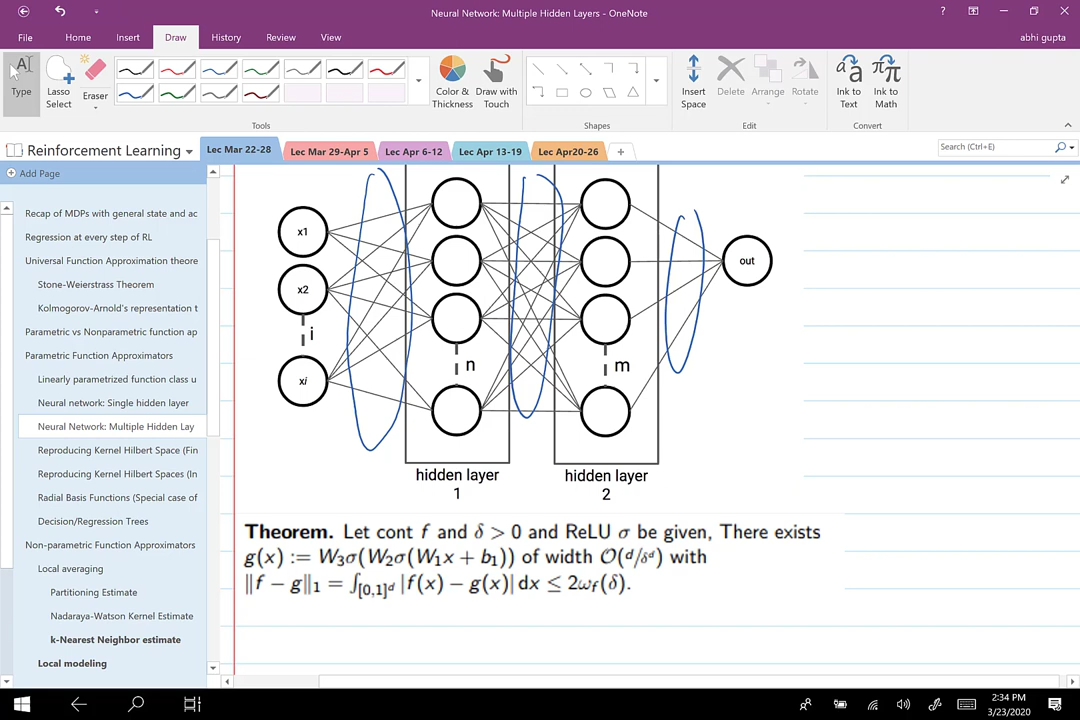 Neural Network: Multiple Hidden Layers - OneNote
File Home Insert Draw History Review View
abhi gupta
Type
Lasso Select
Eraser
Color & Thickness
Draw with Touch
Insert Space
Delete
Arrange
Rotate
Ink to Text
Ink to Math
Tools
Shapes
Edit
Convert
Reinforcement Learning
Lec Mar 22-28
Lec Mar 29-Apr 5
Lec Apr 6-12
Lec Apr 13-19
Lec Apr20-26
+
Search (Ctrl+E)
Add Page
Recap of MDPs with general state and ac
Regression at every step of RL
Universal Function Approximation theore
Stone-Weierstrass Theorem
Kolmogorov-Arnold's representation t
Parametric vs Nonparametric function ap
Parametric Function Approximators
Linearly parametrized function class u
Neural network: Single hidden layer
Neural Network: Multiple Hidden Lay
Reproducing Kernel Hilbert Space (Fin
Reproducing Kernel Hilbert Spaces (In
Radial Basis Functions (Special case of
Decision/Regression Trees
Non-parametric Function Approximators
Local averaging
Partitioning Estimate
Nadaraya-Watson Kernel Estimate
k-Nearest Neighbor estimate
Local modeling
x1
x2
i
xi
n
m
out
hidden layer
1
hidden layer
2
Theorem. Let cont f and δ > 0 and ReLU σ be given, There exists
g(x) := W₃σ(W₂σ(W₁x + b₁)) of width O(d/δᵈ) with
‖f − g‖₁ = ∫[0,1]ᵈ |f(x) − g(x)| dx ≤ 2ω_f(δ).
2:34 PM
3/23/2020